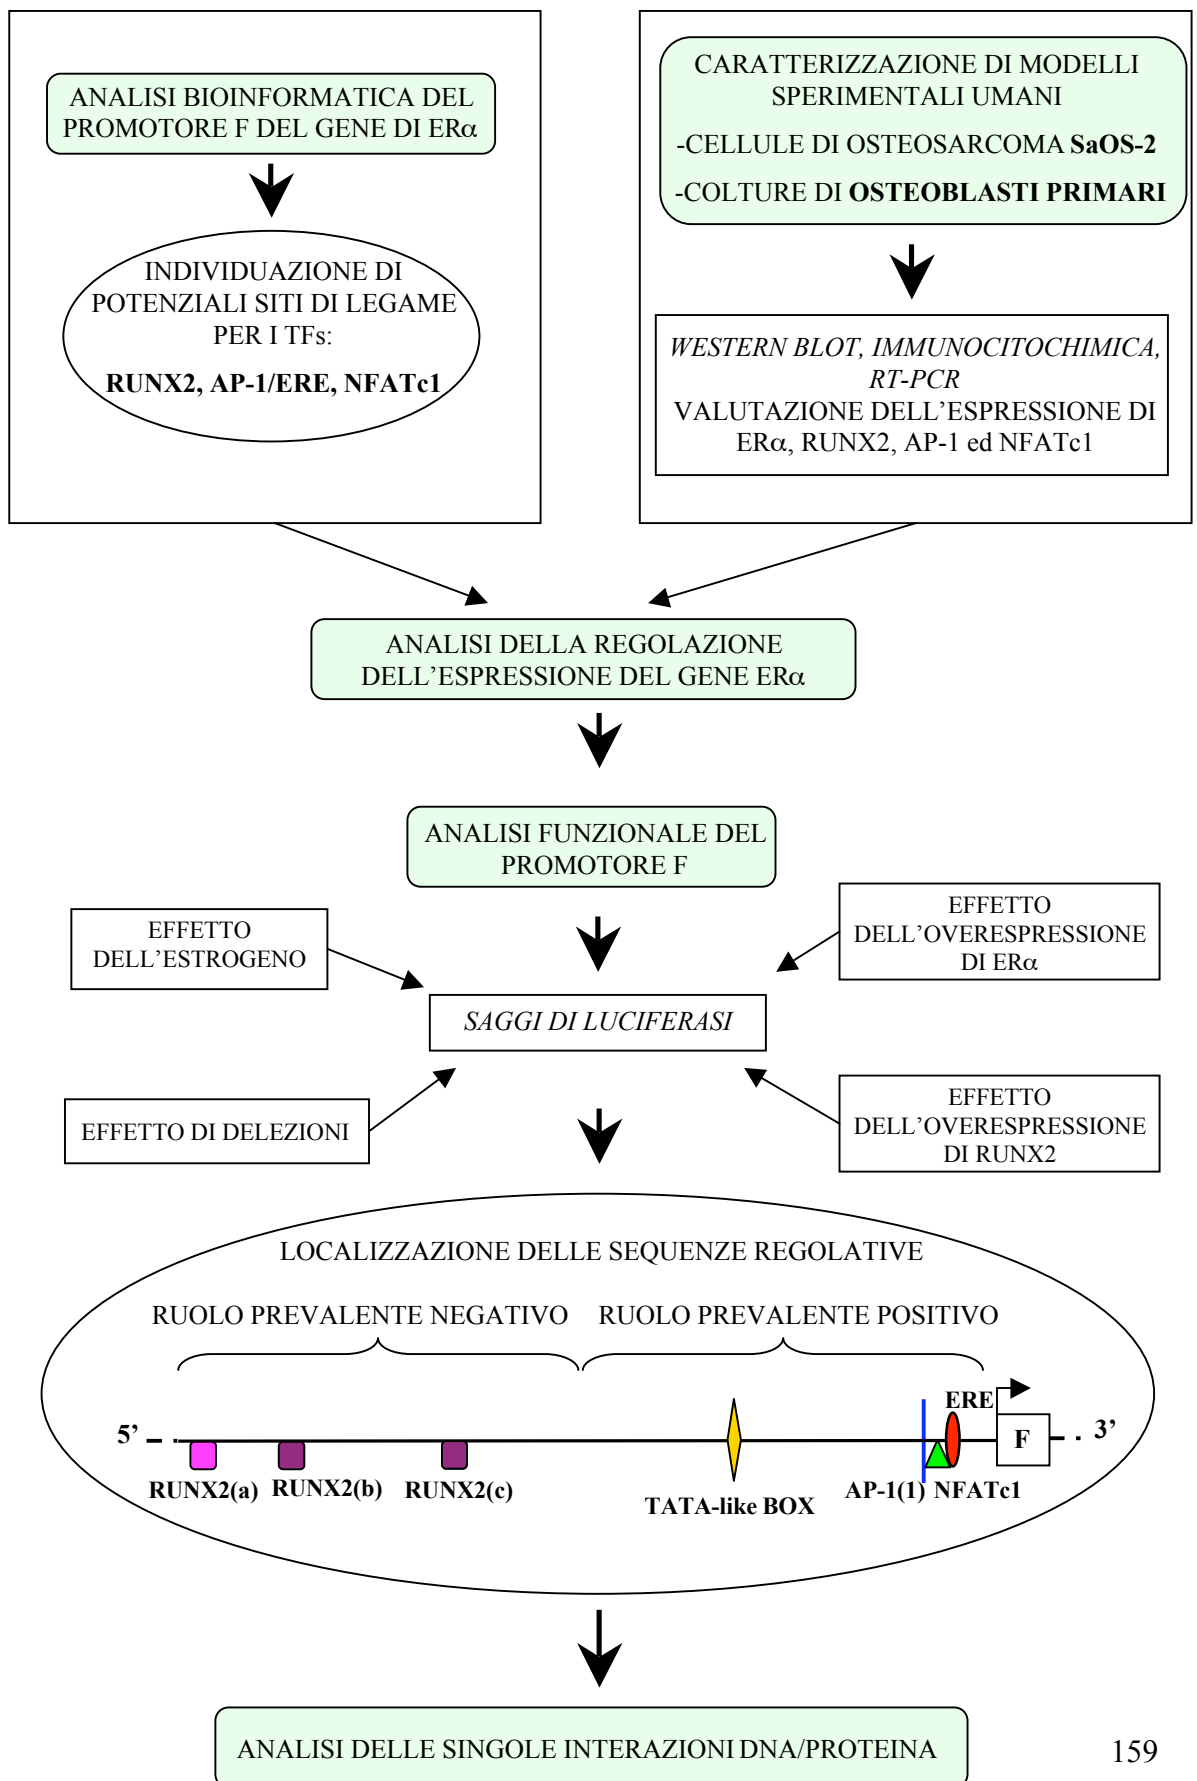 ANALISI BIOINFORMATICA DEL
PROMOTORE F DEL GENE DI ERα
INDIVIDUAZIONE DI
POTENZIALI SITI DI LEGAME
PER I TFs:
RUNX2, AP-1/ERE, NFATc1
CARATTERIZZAZIONE DI MODELLI
SPERIMENTALI UMANI
-CELLULE DI OSTEOSARCOMA SaOS-2
-COLTURE DI OSTEOBLASTI PRIMARI
WESTERN BLOT, IMMUNOCITOCHIMICA,
RT-PCR
VALUTAZIONE DELL’ESPRESSIONE DI
ERα, RUNX2, AP-1 ed NFATc1
ANALISI DELLA REGOLAZIONE
DELL’ESPRESSIONE DEL GENE ERα
ANALISI FUNZIONALE DEL
PROMOTORE F
EFFETTO
DELL’ESTROGENO
EFFETTO
DELL’OVERESPRESSIONE
DI ERα
SAGGI DI LUCIFERASI
EFFETTO DI DELEZIONI
EFFETTO
DELL’OVERESPRESSIONE
DI RUNX2
LOCALIZZAZIONE DELLE SEQUENZE REGOLATIVE
RUOLO PREVALENTE NEGATIVO
RUOLO PREVALENTE POSITIVO
ERE
5’
F
3’
RUNX2(a)
RUNX2(b)
RUNX2(c)
TATA-like BOX
AP-1(1)
NFATc1
ANALISI DELLE SINGOLE INTERAZIONI DNA/PROTEINA
159